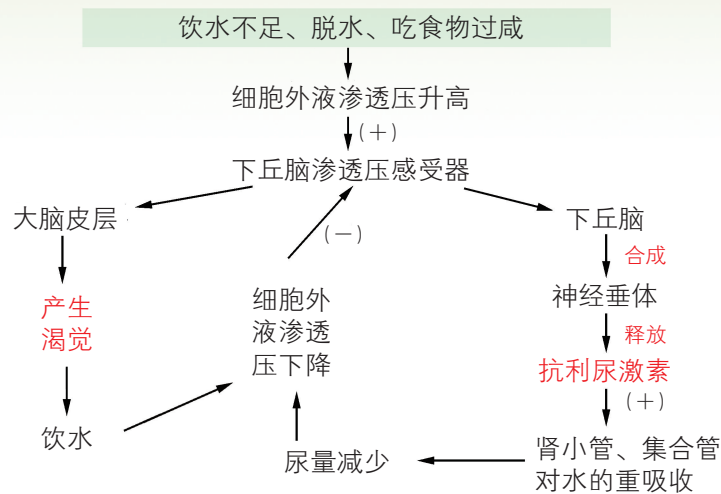 饮水不足、脱水、吃食物过咸
细胞外液渗透压升高
(+)
下丘脑渗透压感受器
大脑皮层
下丘脑
(-)
合成
产生
渴觉
细胞外
液渗透
压下降
神经垂体
释放
抗利尿激素
(+)
饮水
尿量减少
肾小管、集合管
对水的重吸收